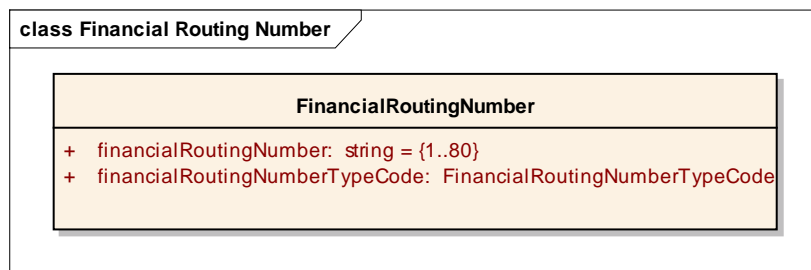 class Financial Routing Number
FinancialRoutingNumber
+ financialRoutingNumber: string = {1..80}
+ financialRoutingNumberTypeCode: FinancialRoutingNumberTypeCode